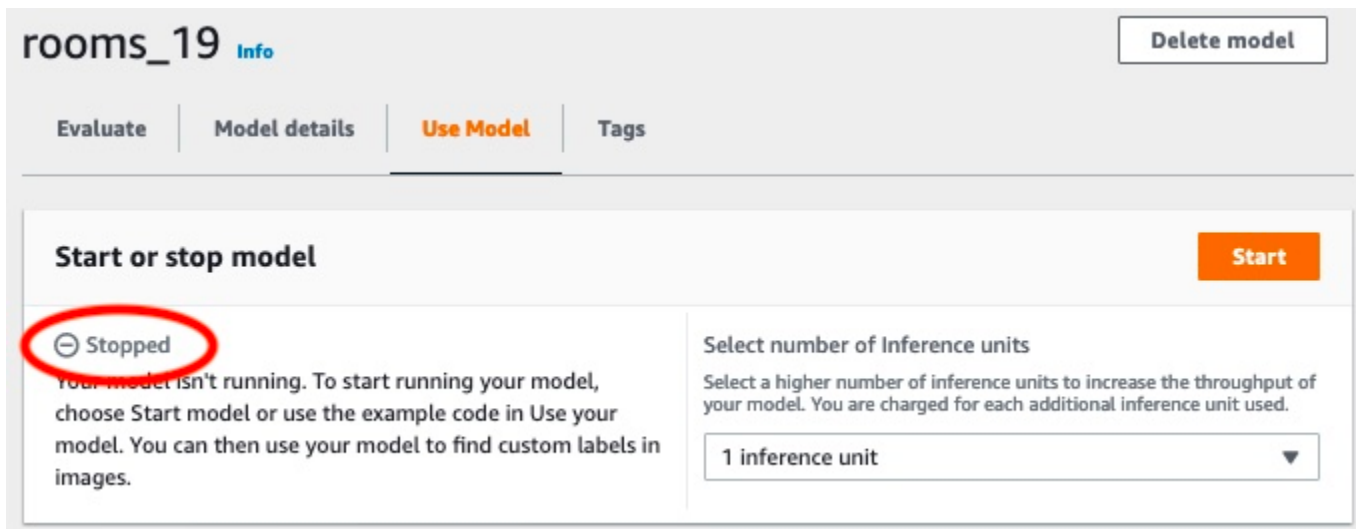 rooms_19 Info
Delete model
Evaluate
Model details
Use Model
Tags
Start or stop model
Start
Stopped
Your model isn't running. To start running your model,
choose Start model or use the example code in Use your
model. You can then use your model to find custom labels in
images.
Select number of Inference units
Select a higher number of inference units to increase the throughput of
your model. You are charged for each additional inference unit used.
1 inference unit